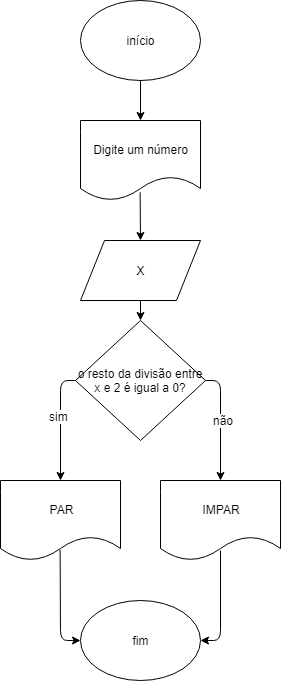 início
Digite um número
X
o resto da divisão entre
x e 2 é igual a 0?
sim
não
PAR
IMPAR
fim